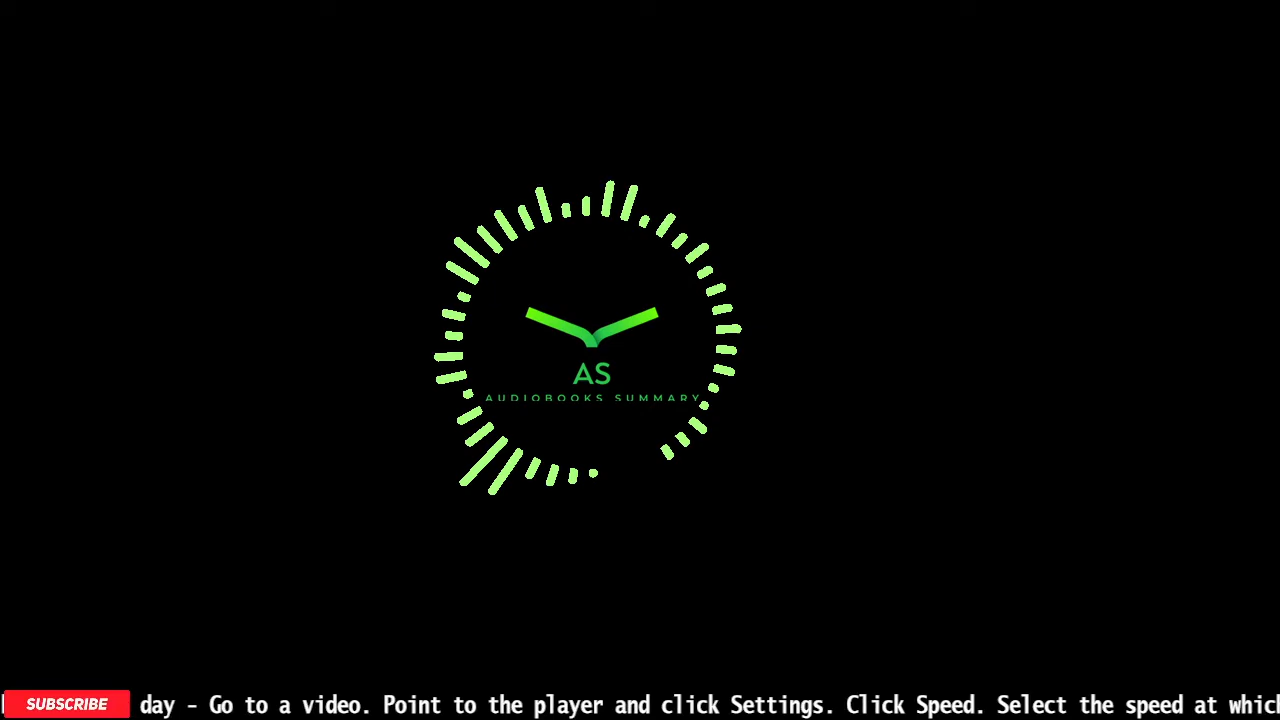 AS
AUDIOBOOKS SUMMARY
SUBSCRIBE day - Go to a video. Point to the player and click Settings. Click Speed. Select the speed at which